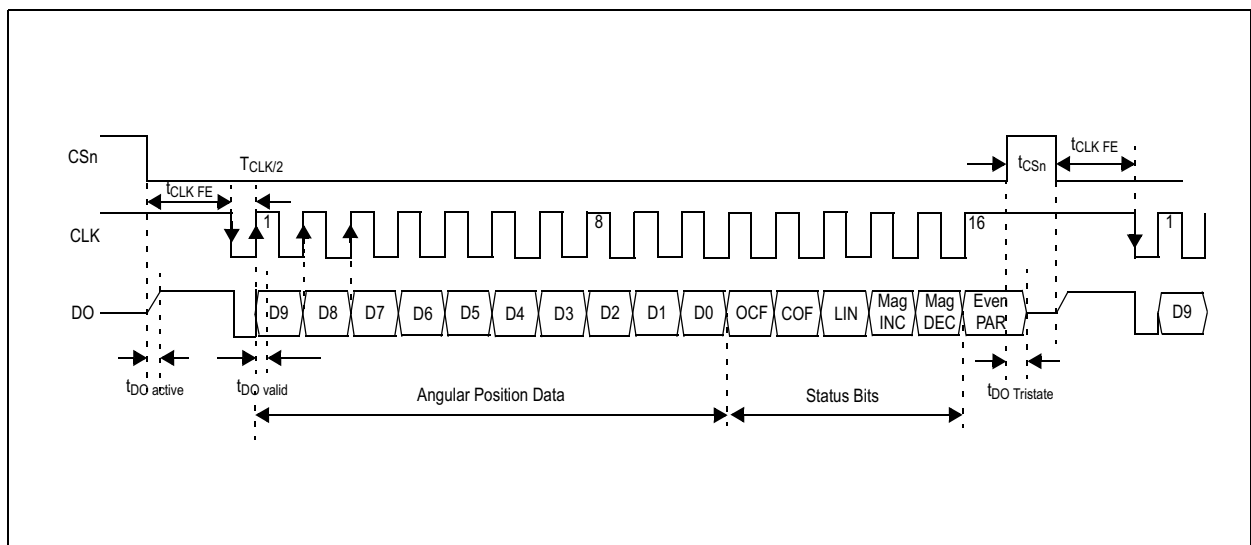 CSn
TCLK/2
tCLK FE
tCSn
tCLK FE
CLK
1
8
16
1
DO
D9
D8
D7
D6
D5
D4
D3
D2
D1
D0
OCF
COF
LIN
Mag
INC
Mag
DEC
Even
PAR
D9
tDO active
tDO valid
Angular Position Data
Status Bits
tDO Tristate